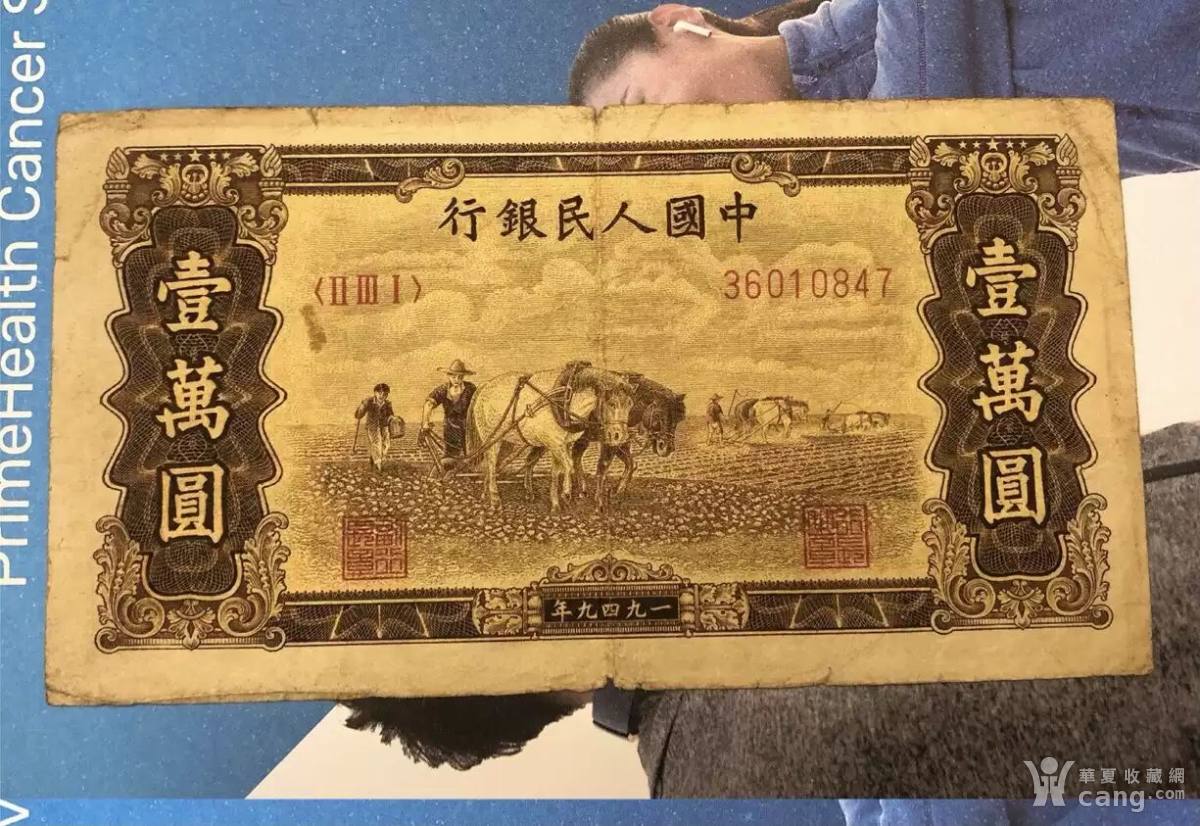 中國人民銀行
〈II III I〉 36010847
壹萬圓
壹萬圓
一九四九年
PrimeHealth Cancer S
華夏收藏網
cang.com